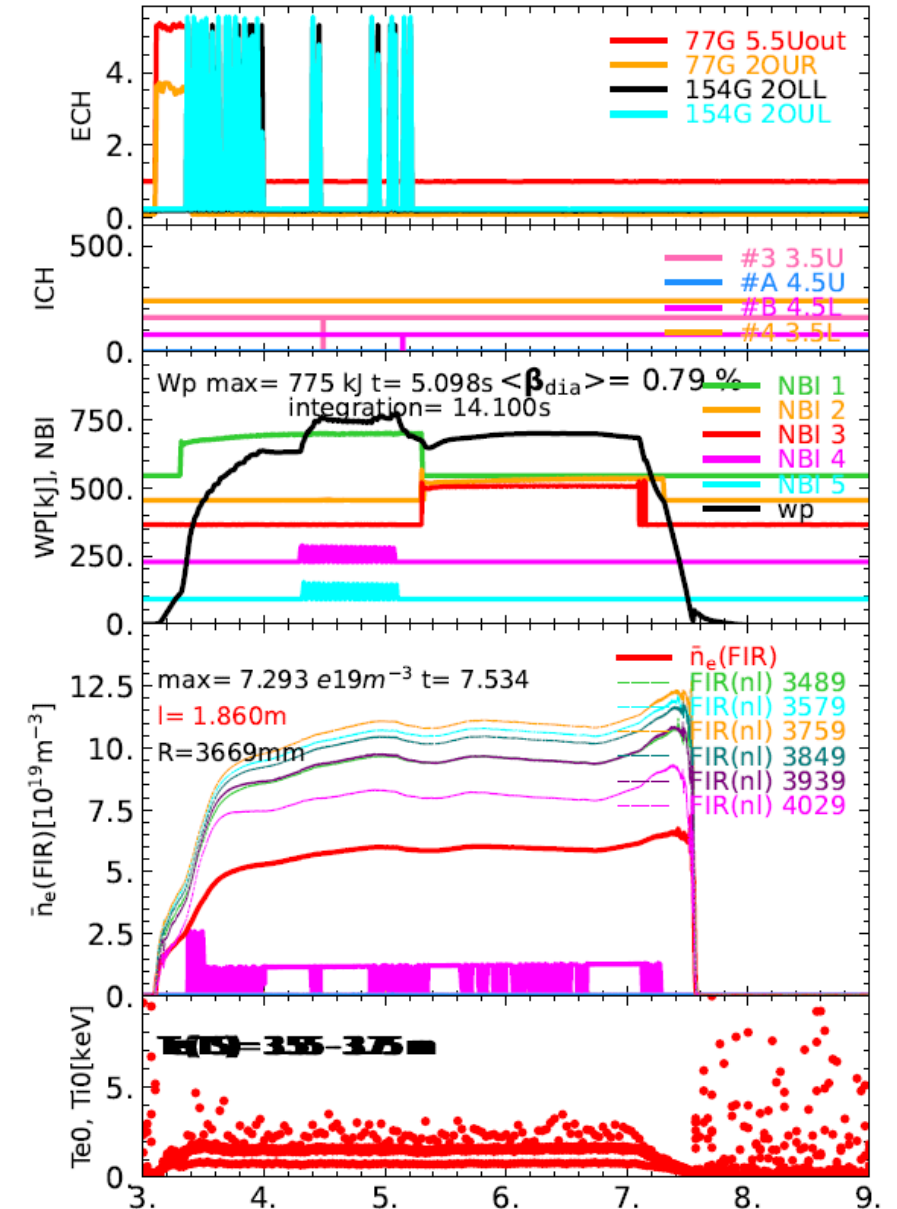 ECH
4.
2.
0.
77G 5.5Uout
77G 2OUR
154G 2OLL
154G 2OUL
ICH
500.
0.
#3 3.5U
#A 4.5U
#B 4.5L
#4 3.5L
WP[kJ], NBI
750.
500.
250.
0.
Wp max= 775 kJ t= 5.098s <β_dia>= 0.79 %
integration= 14.100s
NBI 1
NBI 2
NBI 3
NBI 4
NBI 5
wp
n̄_e(FIR)[10^19 m^-3]
12.5
10.
7.5
5.
2.5
0.
max= 7.293 e19m^-3 t= 7.534
l= 1.860m
R=3669mm
n̄_e(FIR)
FIR(nl) 3489
FIR(nl) 3579
FIR(nl) 3759
FIR(nl) 3849
FIR(nl) 3939
FIR(nl) 4029
Te0, Ti0[keV]
5.
0.
3.
4.
5.
6.
7.
8.
9.